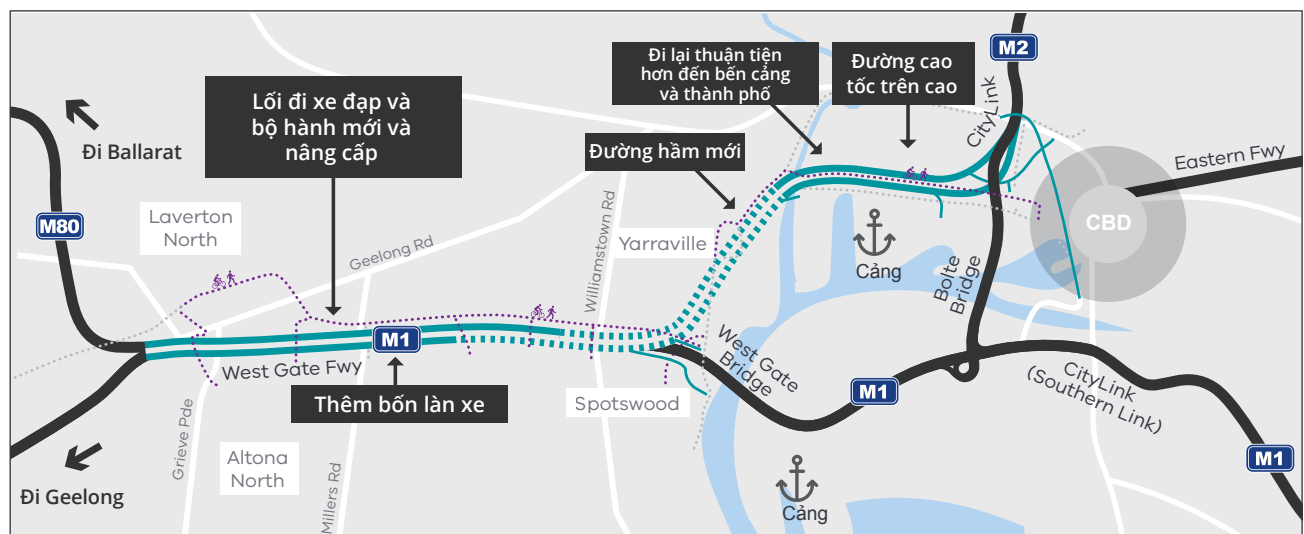 M2
Đi lại thuận tiện
hơn đến bến cảng
và thành phố
Đường cao
tốc trên cao
Lối đi xe đạp và
bộ hành mới và
nâng cấp
CityLink
Đi Ballarat
Đường hầm mới
Eastern Fwy
M80
Laverton
North
Geelong Rd
Williamstown Rd
Yarraville
CBD
Cảng
Bolte
Bridge
M1
West Gate Fwy
West Gate
Bridge
Thêm bốn làn xe
Spotswood
M1
CityLink
(Southern Link)
Grieve Pde
Altona
North
Millers Rd
M1
Đi Geelong
Cảng